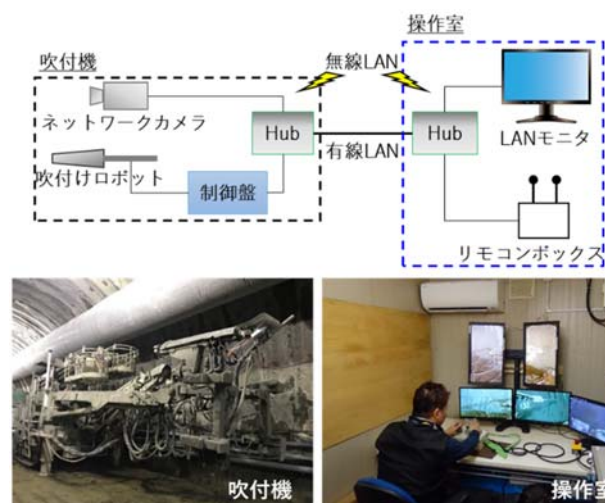 吹付機
操作室
無線LAN
ネットワークカメラ
Hub
Hub
有線LAN
LANモニタ
吹付けロボット
制御盤
リモコンボックス
吹付機
操作室